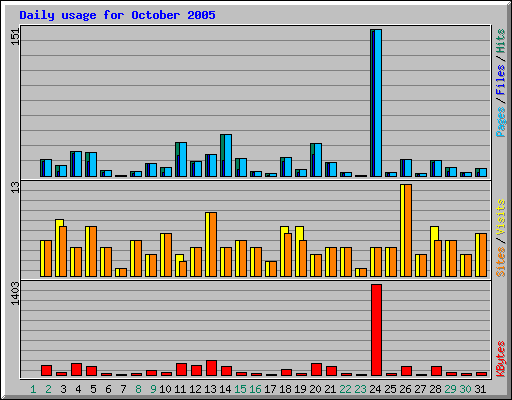 Daily usage for October 2005
151
Pages/Files/Hits
13
Sites/Visits
1403
KBytes
1 2 3 4 5 6 7 8 9 10 11 12 13 14 15 16 17 18 19 20 21 22 23 24 25 26 27 28 29 30 31